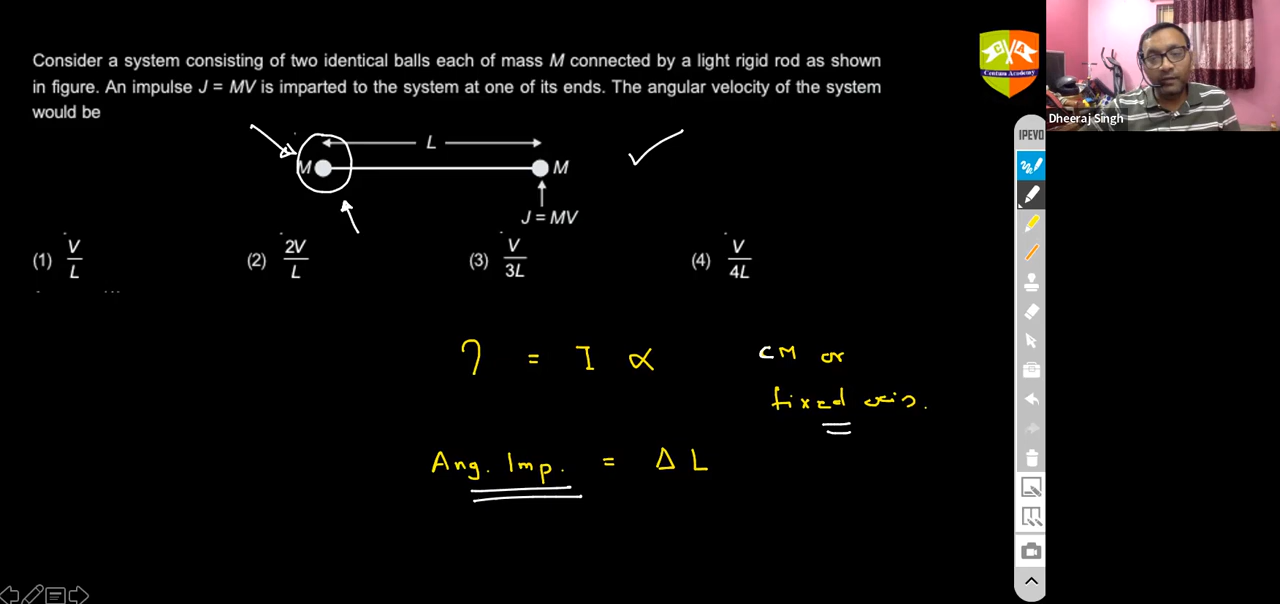 Consider a system consisting of two identical balls each of mass M connected by a light rigid rod as shown
in figure. An impulse J = MV is imparted to the system at one of its ends. The angular velocity of the system
would be
L
M M
J = MV
(1) V/L (2) 2V/L (3) V/3L (4) V/4L
τ = I α CM or
fixed axis.
Ang. Imp. = Δ L
Centum Academy
Dheeraj Singh
IPEVO